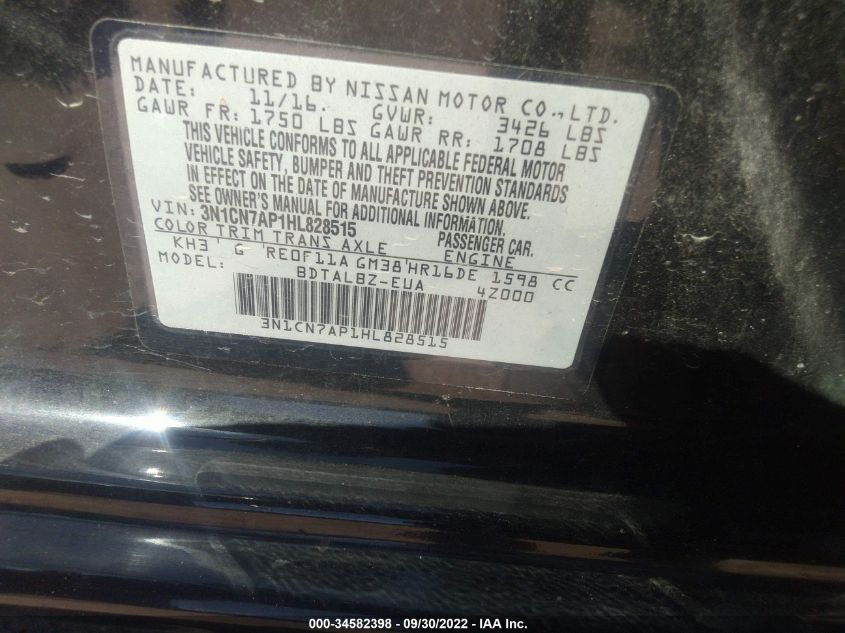 MANUFACTURED BY NISSAN MOTOR CO., LTD.
DATE: 11/16. GVWR: 3426 LBS
GAWR FR: 1750 LBS GAWR RR: 1708 LBS
THIS VEHICLE CONFORMS TO ALL APPLICABLE FEDERAL MOTOR
VEHICLE SAFETY, BUMPER AND THEFT PREVENTION STANDARDS
IN EFFECT ON THE DATE OF MANUFACTURE SHOWN ABOVE.
SEE OWNER'S MANUAL FOR ADDITIONAL INFORMATION.
VIN: 3N1CN7AP1HL828515 PASSENGER CAR.
COLOR TRIM TRANS AXLE ENGINE
KH3 ' G 'RE0F11A GM38'HR16DE 1598 CC
MODEL: BDTALBZ-EUA 4Z000
3N1CN7AP1HL828515
000-34582398 - 09/30/2022 - IAA Inc.